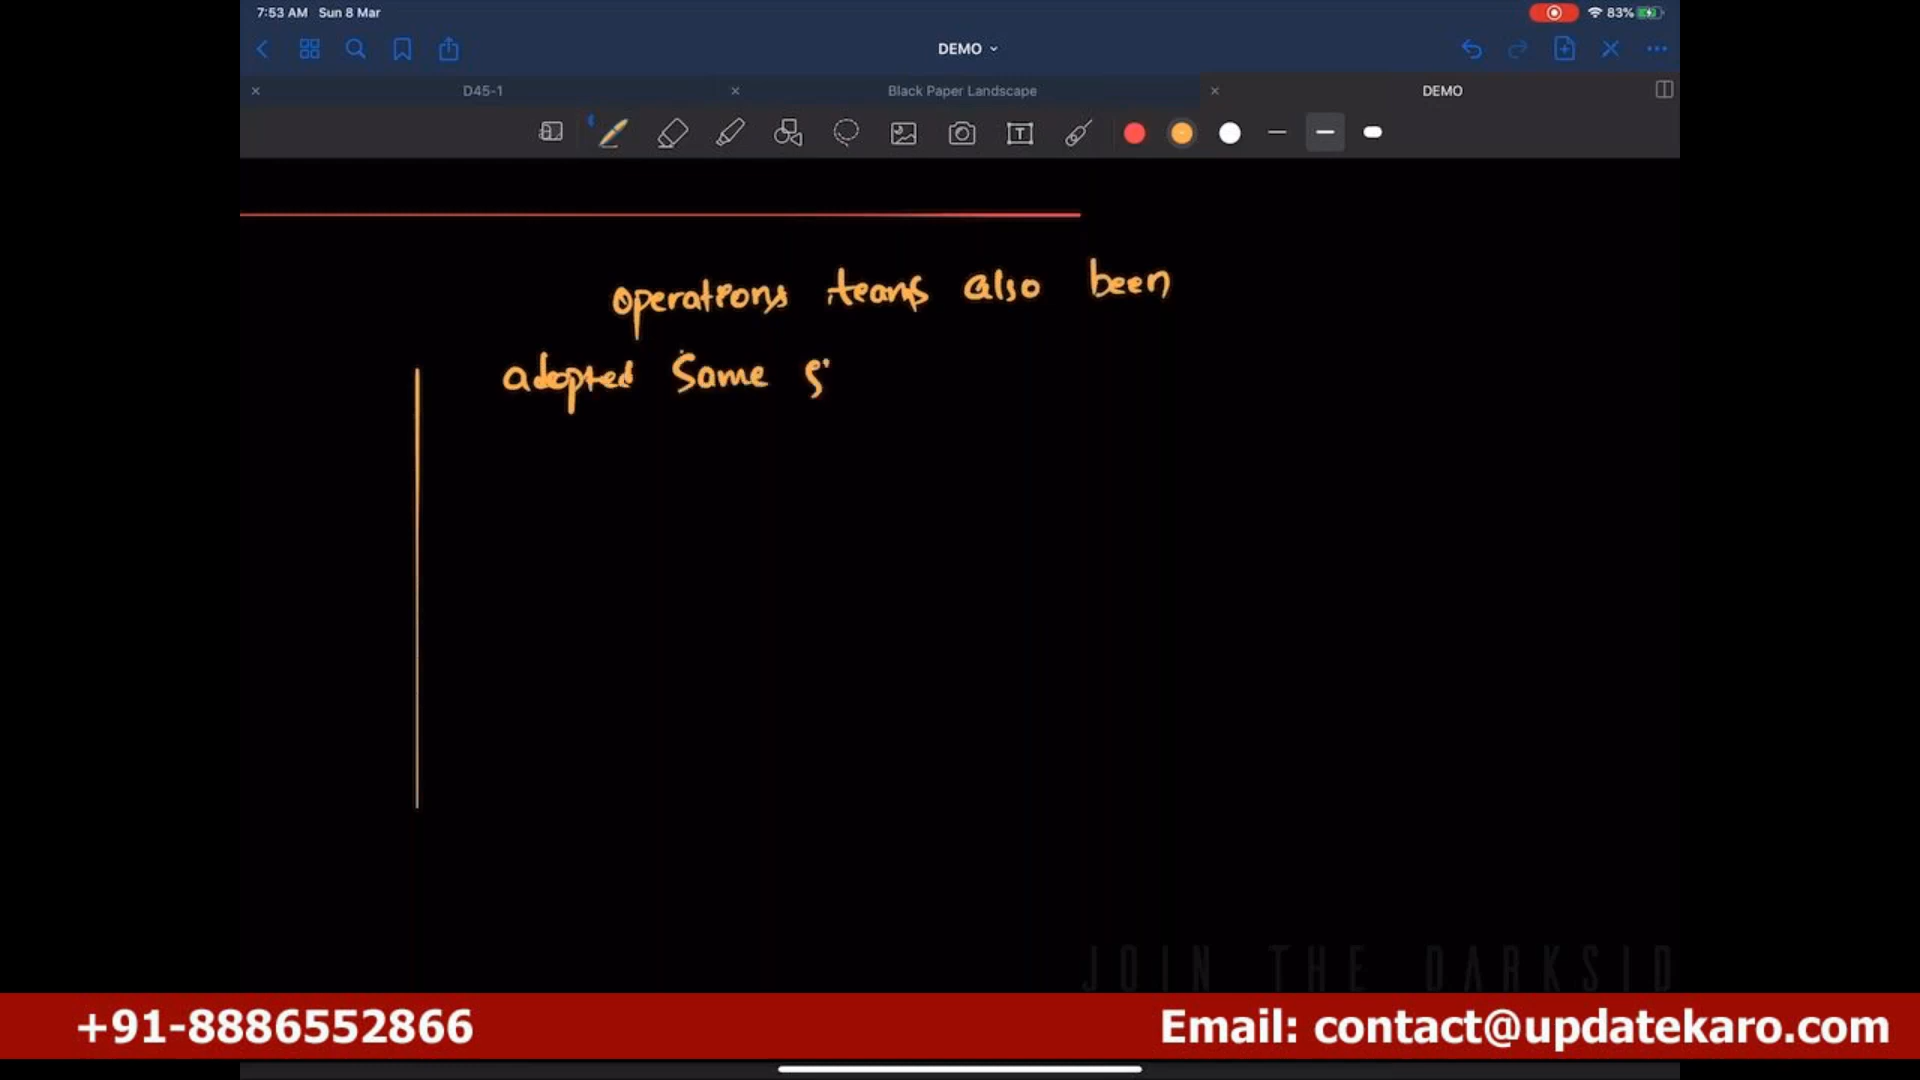 7:53 AM Sun 8 Mar
83%
DEMO
D45-1
Black Paper Landscape
DEMO
T
operations teams also been
adopted Same s
JOIN THE DARKSID
+91-8886552866
Email: contact@updatekaro.com